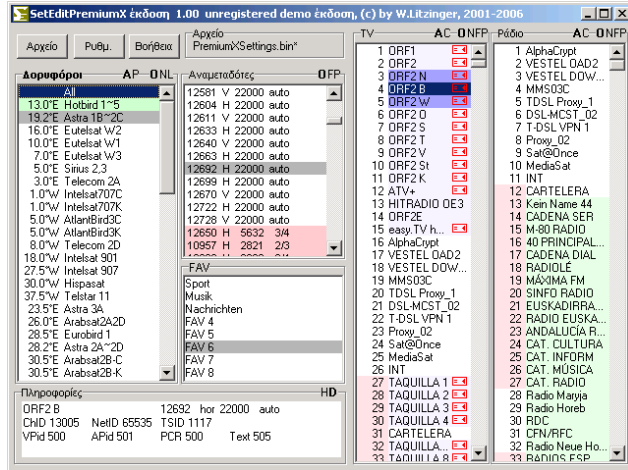 SetEditPremiumX έκδοση 1.00 unregistered demo έκδοση, (c) by W.Litzinger, 2001-2006
Αρχείο
Ρυθμ.
Βοήθεια
Αρχείο
PremiumXSettings.bin*
Δορυφόροι A P O N L
All
13.0°E Hotbird 1~5
19.2°E Astra 1B~2C
16.0°E Eutelsat W2
10.0°E Eutelsat W1
7.0°E Eutelsat W3
5.0°E Sirius 2,3
3.0°E Telecom 2A
1.0°W Intelsat707C
1.0°W Intelsat707K
5.0°W AtlantBird3C
5.0°W AtlantBird3K
8.0°W Telecom 2D
18.0°W Intelsat 901
27.5°W Intelsat 907
30.0°W Hispasat
37.5°W Telstar 11
23.5°E Astra 3A
26.0°E Arabsat2A2D
28.5°E Eurobird 1
28.2°E Astra 2A~2D
30.5°E Arabsat2B-C
30.5°E Arabsat2B-K
Αναμεταδότες O F P
12581 V 22000 auto
12604 H 22000 auto
12611 V 22000 auto
12633 H 22000 auto
12640 V 22000 auto
12663 H 22000 auto
12692 H 22000 auto
12699 H 22000 auto
12670 V 22000 auto
12722 H 22000 auto
12728 V 22000 auto
12650 H 5632 3/4
10957 H 2821 2/3
FAV
Sport
Musik
Nachrichten
FAV 4
FAV 5
FAV 6
FAV 7
FAV 8
Πληροφορίες HD
ORF2 B 12692 hor 22000 auto
ChID 13005 NetID 65535 TSID 1117
VPid 500 APid 501 PCR 500 Text 505
TV A C O N F P
1 ORF1
2 ORF2
3 ORF2 N
4 ORF2 B
5 ORF2 W
6 ORF2 O
7 ORF2 S
8 ORF2 T
9 ORF2 V
10 ORF2 St
11 ORF2 K
12 ATV+
13 HITRADIO OE3
14 ORF2E
15 easy.TV h...
16 AlphaCrypt
17 VESTEL OAD2
18 VESTEL DOW...
19 MMS03C
20 TDSL Proxy_1
21 DSL-MCST_02
22 T-DSL VPN 1
23 Proxy_02
24 Sat@Once
25 MediaSat
26 INT
27 TAQUILLA 1
28 TAQUILLA 2
29 TAQUILLA 3
30 TAQUILLA 4
31 CARTELERA
32 TAQUILLA...
33 TAQUILLA 8
Ράδιο A C O N F P
1 AlphaCrypt
2 VESTEL OAD2
3 VESTEL DOW...
4 MMS03C
5 TDSL Proxy_1
6 DSL-MCST_02
7 T-DSL VPN 1
8 Proxy_02
9 Sat@Once
10 MediaSat
11 INT
12 CARTELERA
13 Kein Name 44
14 CADENA SER
15 M-80 RADIO
16 40 PRINCIPAL...
17 CADENA DIAL
18 RADIOLÉ
19 MÁXIMA FM
20 SINFO RADIO
21 EUSKADIRRA...
22 RADIO EUSKA...
23 ANDALUCÍA R...
24 CAT. CULTURA
25 CAT. INFORM
26 CAT. MÚSICA
27 CAT. RADIO
28 Radio Maryja
29 Radio Horeb
30 RDC
31 CFN/RFC
32 Radio Neue Ho...
33 RADIOS ESP